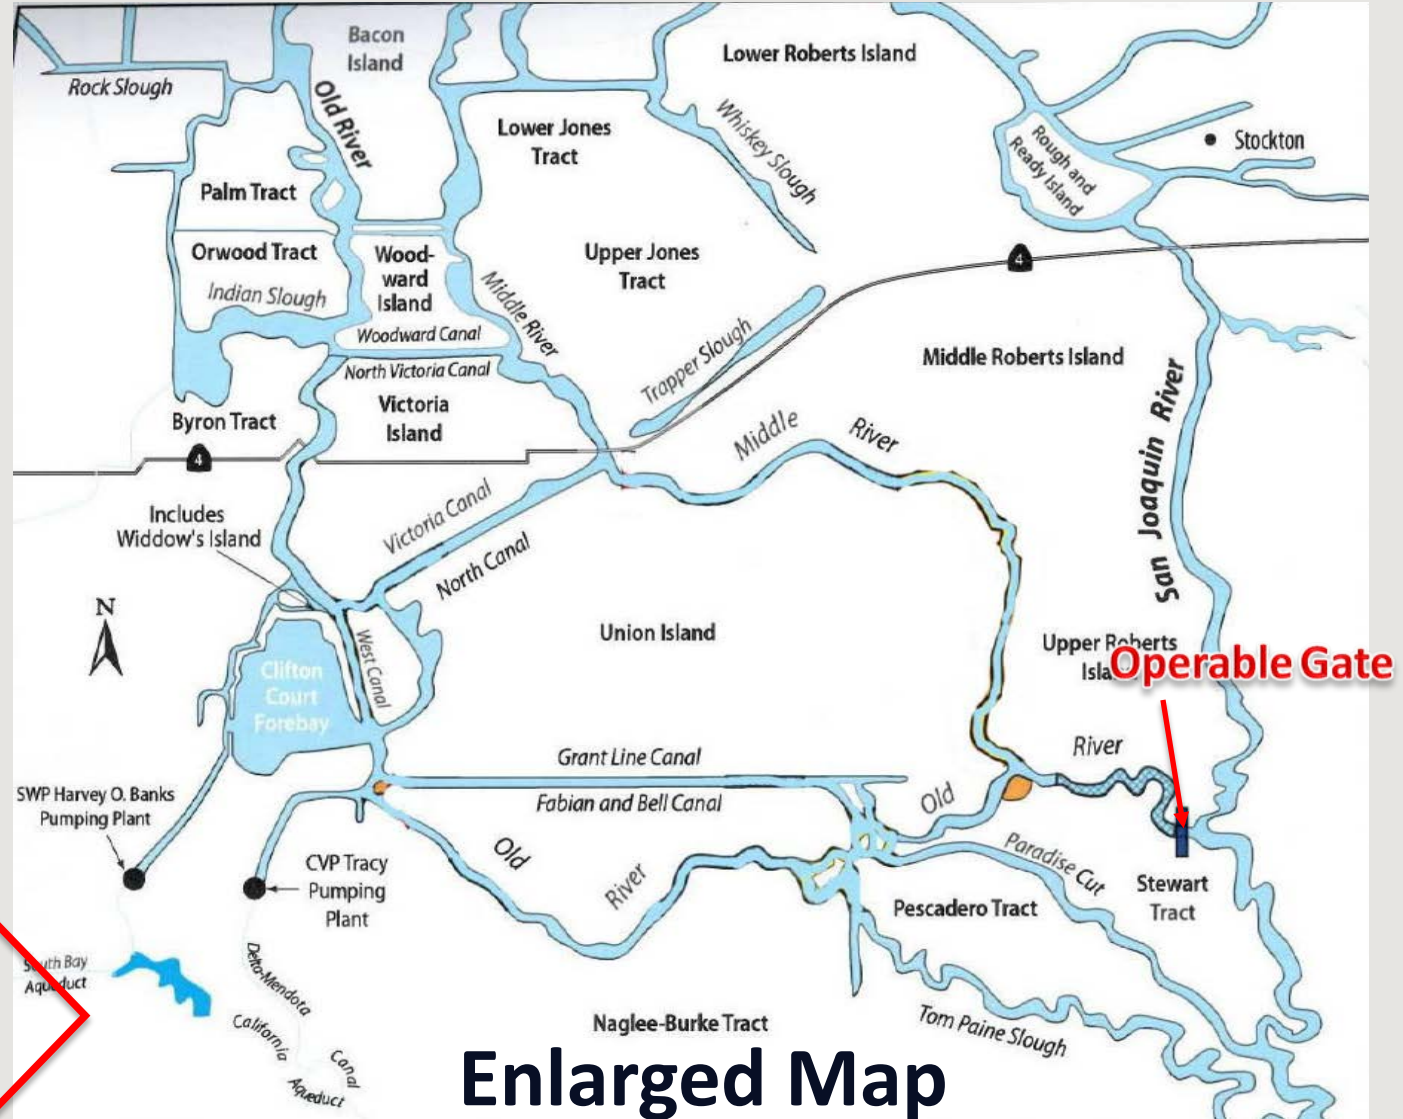 Bacon
Island
Lower Roberts Island
Rock Slough
Old River
Lower Jones
Tract
Whiskey Slough
Rough and
Ready Island
Stockton
Palm Tract
Orwood Tract
Wood-
ward
Island
Upper Jones
Tract
4
Indian Slough
Middle River
Woodward Canal
North Victoria Canal
Trapper Slough
Middle Roberts Island
San Joaquin River
Byron Tract
Victoria
Island
4
Middle River
Includes
Widdow's Island
Victoria Canal
North Canal
N
Union Island
West Canal
Upper Roberts
Isla
Operable Gate
Clifton
Court
Forebay
Grant Line Canal
River
SWP Harvey O. Banks
Pumping Plant
Fabian and Bell Canal
Old
Old
River
Paradise Cut
CVP Tracy
Pumping
Plant
Stewart
Tract
Pescadero Tract
South Bay
Aqueduct
Delta-Mendota
Canal
California
Aqueduct
Naglee-Burke Tract
Tom Paine Slough
Enlarged Map